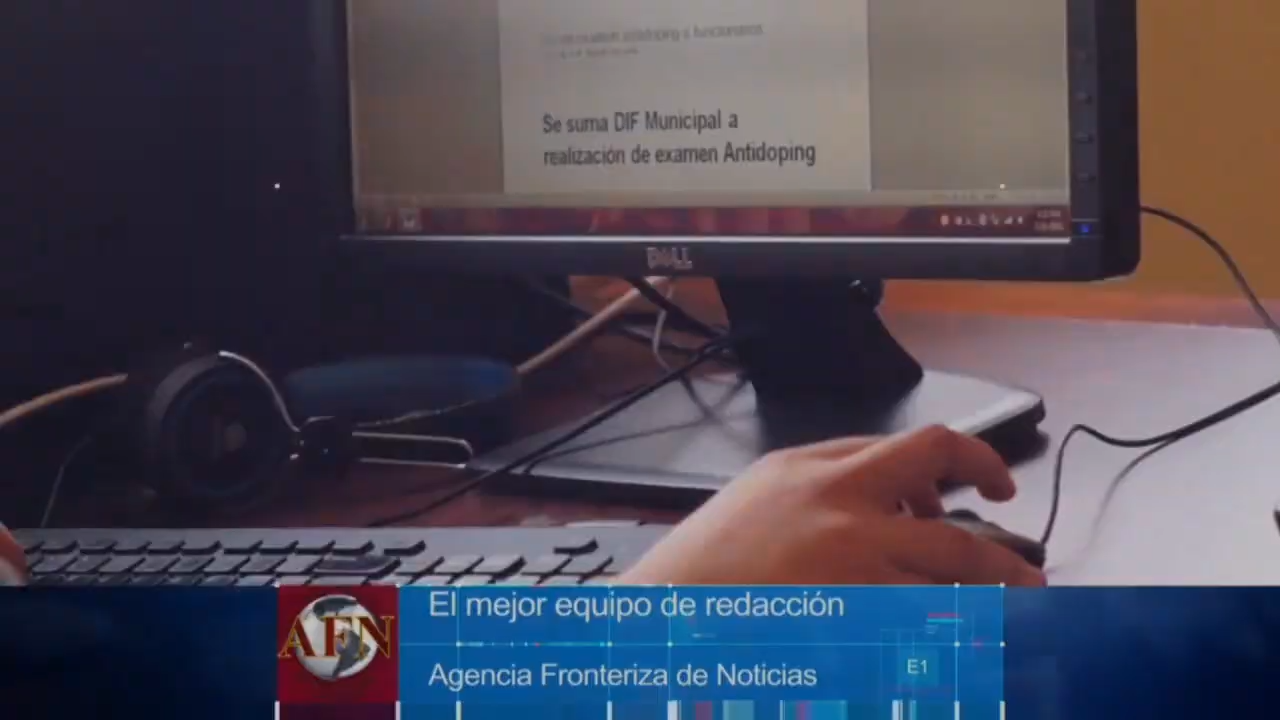 Se suma DIF Municipal a
realización de examen Antidoping
DELL
AFN
El mejor equipo de redacción
Agencia Fronteriza de Noticias
E1